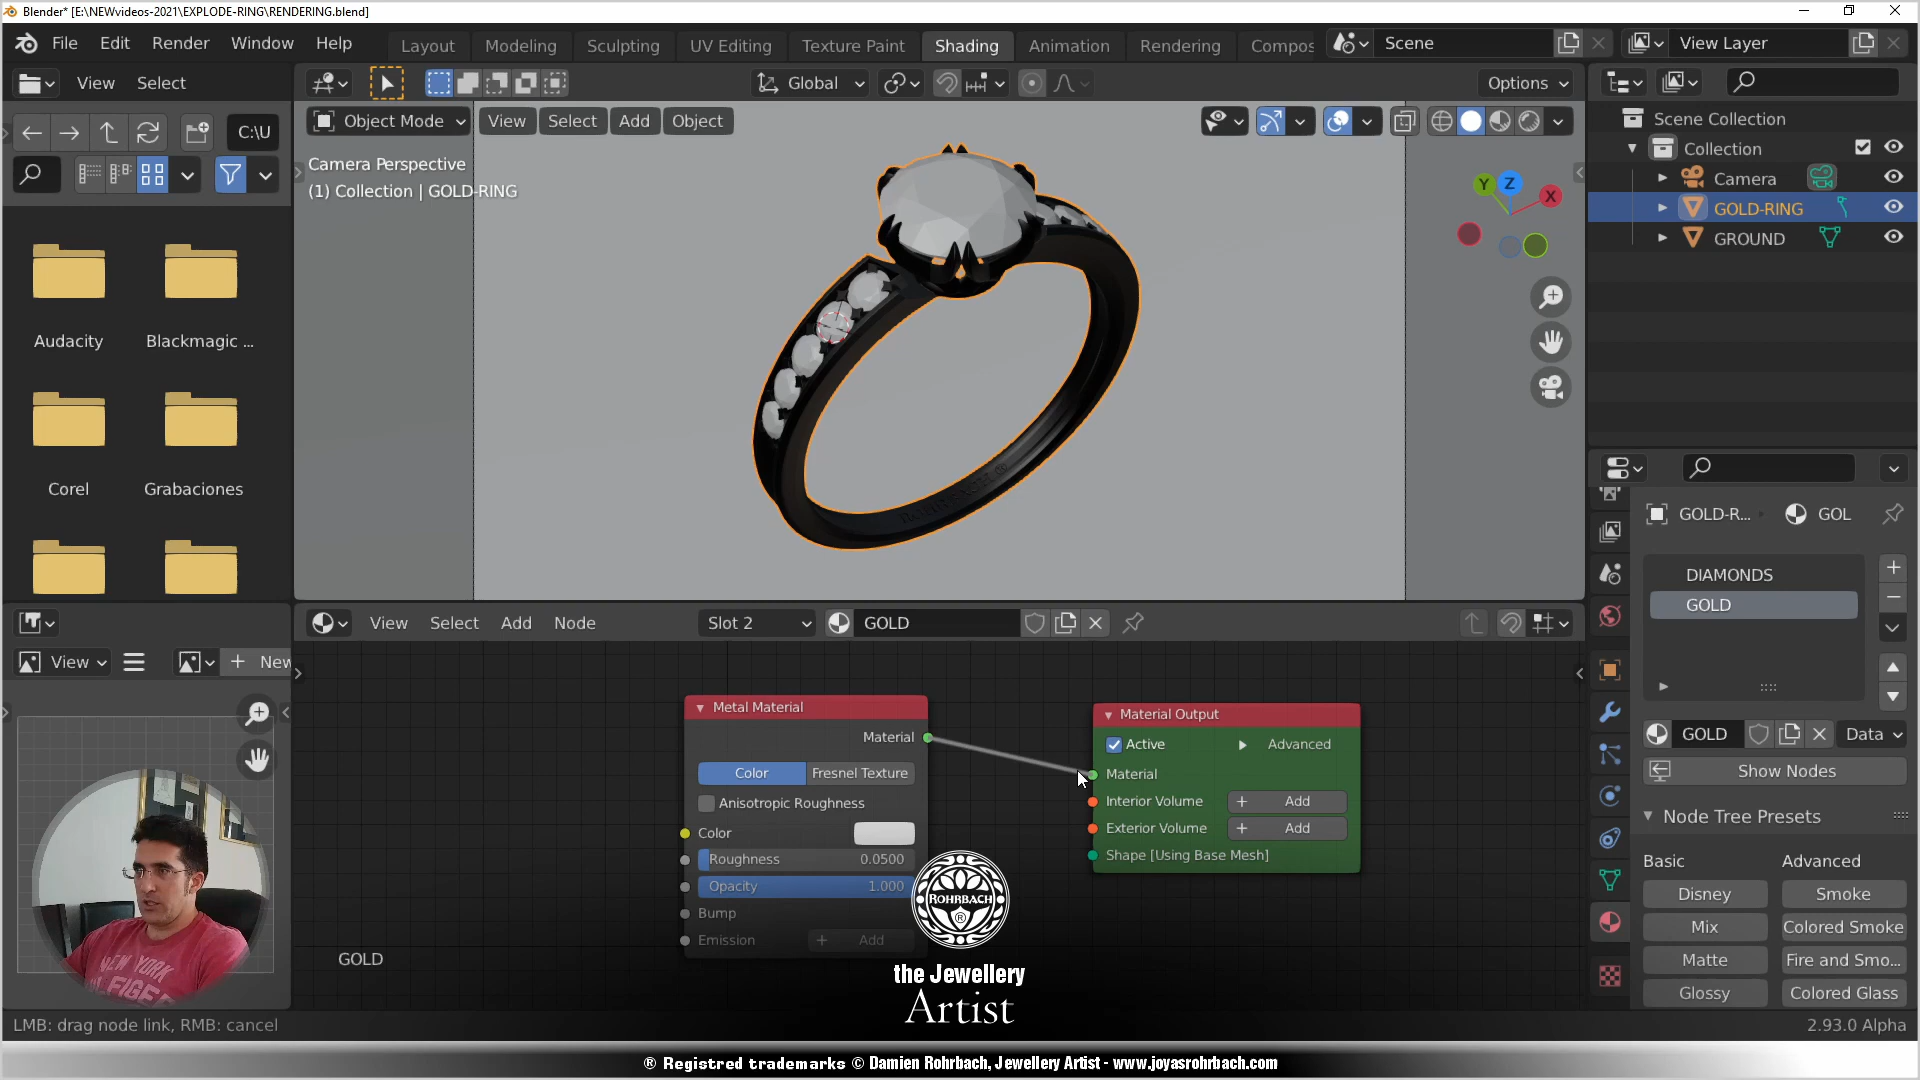 Blender* [E:\NEWvideos-2021\EXPLODE-RING\RENDERING.blend]
File Edit Render Window Help Layout Modeling Sculpting UV Editing Texture Paint Shading Animation Rendering Compos Scene View Layer
View Select Global Options
Object Mode View Select Add Object
C:\U
Camera Perspective
(1) Collection | GOLD-RING
Y Z X
Scene Collection
Collection
Camera
GOLD-RING
GROUND
Audacity Blackmagic ...
Corel Grabaciones
GOLD-R... GOL
DIAMONDS
GOLD
View Select Add Node Slot 2 GOLD
View New
GOLD Data
Show Nodes
Node Tree Presets
Basic Advanced
Disney Smoke
Mix Colored Smoke
Matte Fire and Smo...
Glossy Colored Glass
Metal Material
Material
Color Fresnel Texture
Anisotropic Roughness
Color
Roughness 0.0500
Opacity 1.000
Bump
Emission Add
Material Output
Active Advanced
Material
Interior Volume Add
Exterior Volume Add
Shape [Using Base Mesh]
NEW YORK
GOLD
ROHRBACH
®
the Jewellery
Artist
LMB: drag node link, RMB: cancel
2.93.0 Alpha
® Registred trademarks © Damien Rohrbach, Jewellery Artist - www.joyasrohrbach.com